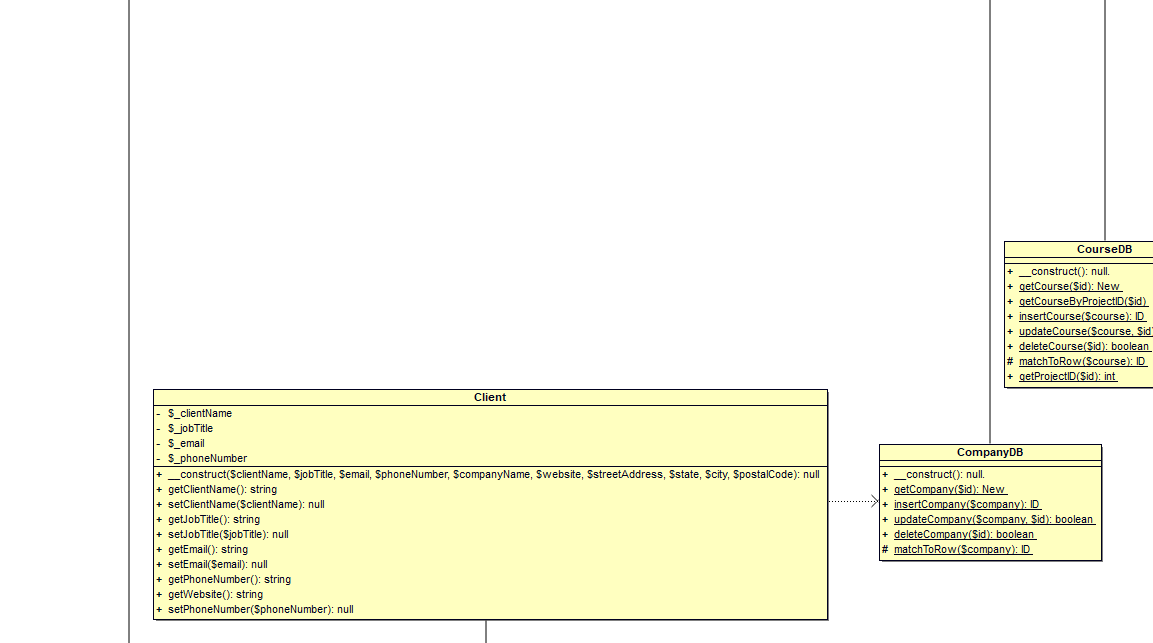 CourseDB
+ __construct(): null.
+ getCourse($id): New
+ getCourseByProjectID($id)
+ insertCourse($course): ID
+ updateCourse($course, $id)
+ deleteCourse($id): boolean
# matchToRow($course): ID
+ getProjectID($id): int
Client
- $_clientName
- $_jobTitle
- $_email
- $_phoneNumber
+ __construct($clientName, $jobTitle, $email, $phoneNumber, $companyName, $website, $streetAddress, $state, $city, $postalCode): null
+ getClientName(): string
+ setClientName($clientName): null
+ getJobTitle(): string
+ setJobTitle($jobTitle): null
+ getEmail(): string
+ setEmail($email): null
+ getPhoneNumber(): string
+ getWebsite(): string
+ setPhoneNumber($phoneNumber): null
CompanyDB
+ __construct(): null.
+ getCompany($id): New
+ insertCompany($company): ID
+ updateCompany($company, $id): boolean
+ deleteCompany($id): boolean
# matchToRow($company): ID